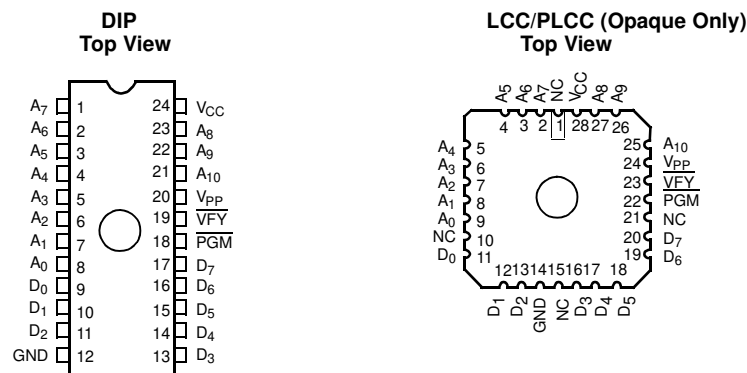 DIP
Top View
A7 1 24 VCC
A6 2 23 A8
A5 3 22 A9
A4 4 21 A10
A3 5 20 VPP
A2 6 19 VFY
A1 7 18 PGM
A0 8 17 D7
D0 9 16 D6
D1 10 15 D5
D2 11 14 D4
GND 12 13 D3
LCC/PLCC (Opaque Only)
Top View
A5 A6 A7 NC VCC A8 A9
4 3 2 1 28 27 26
A4 5 25 A10
A3 6 24 VPP
A2 7 23 VFY
A1 8 22 PGM
A0 9 21 NC
NC 10 20 D7
D0 11 19 D6
12 13 14 15 16 17 18
D1 D2 GND NC D3 D4 D5